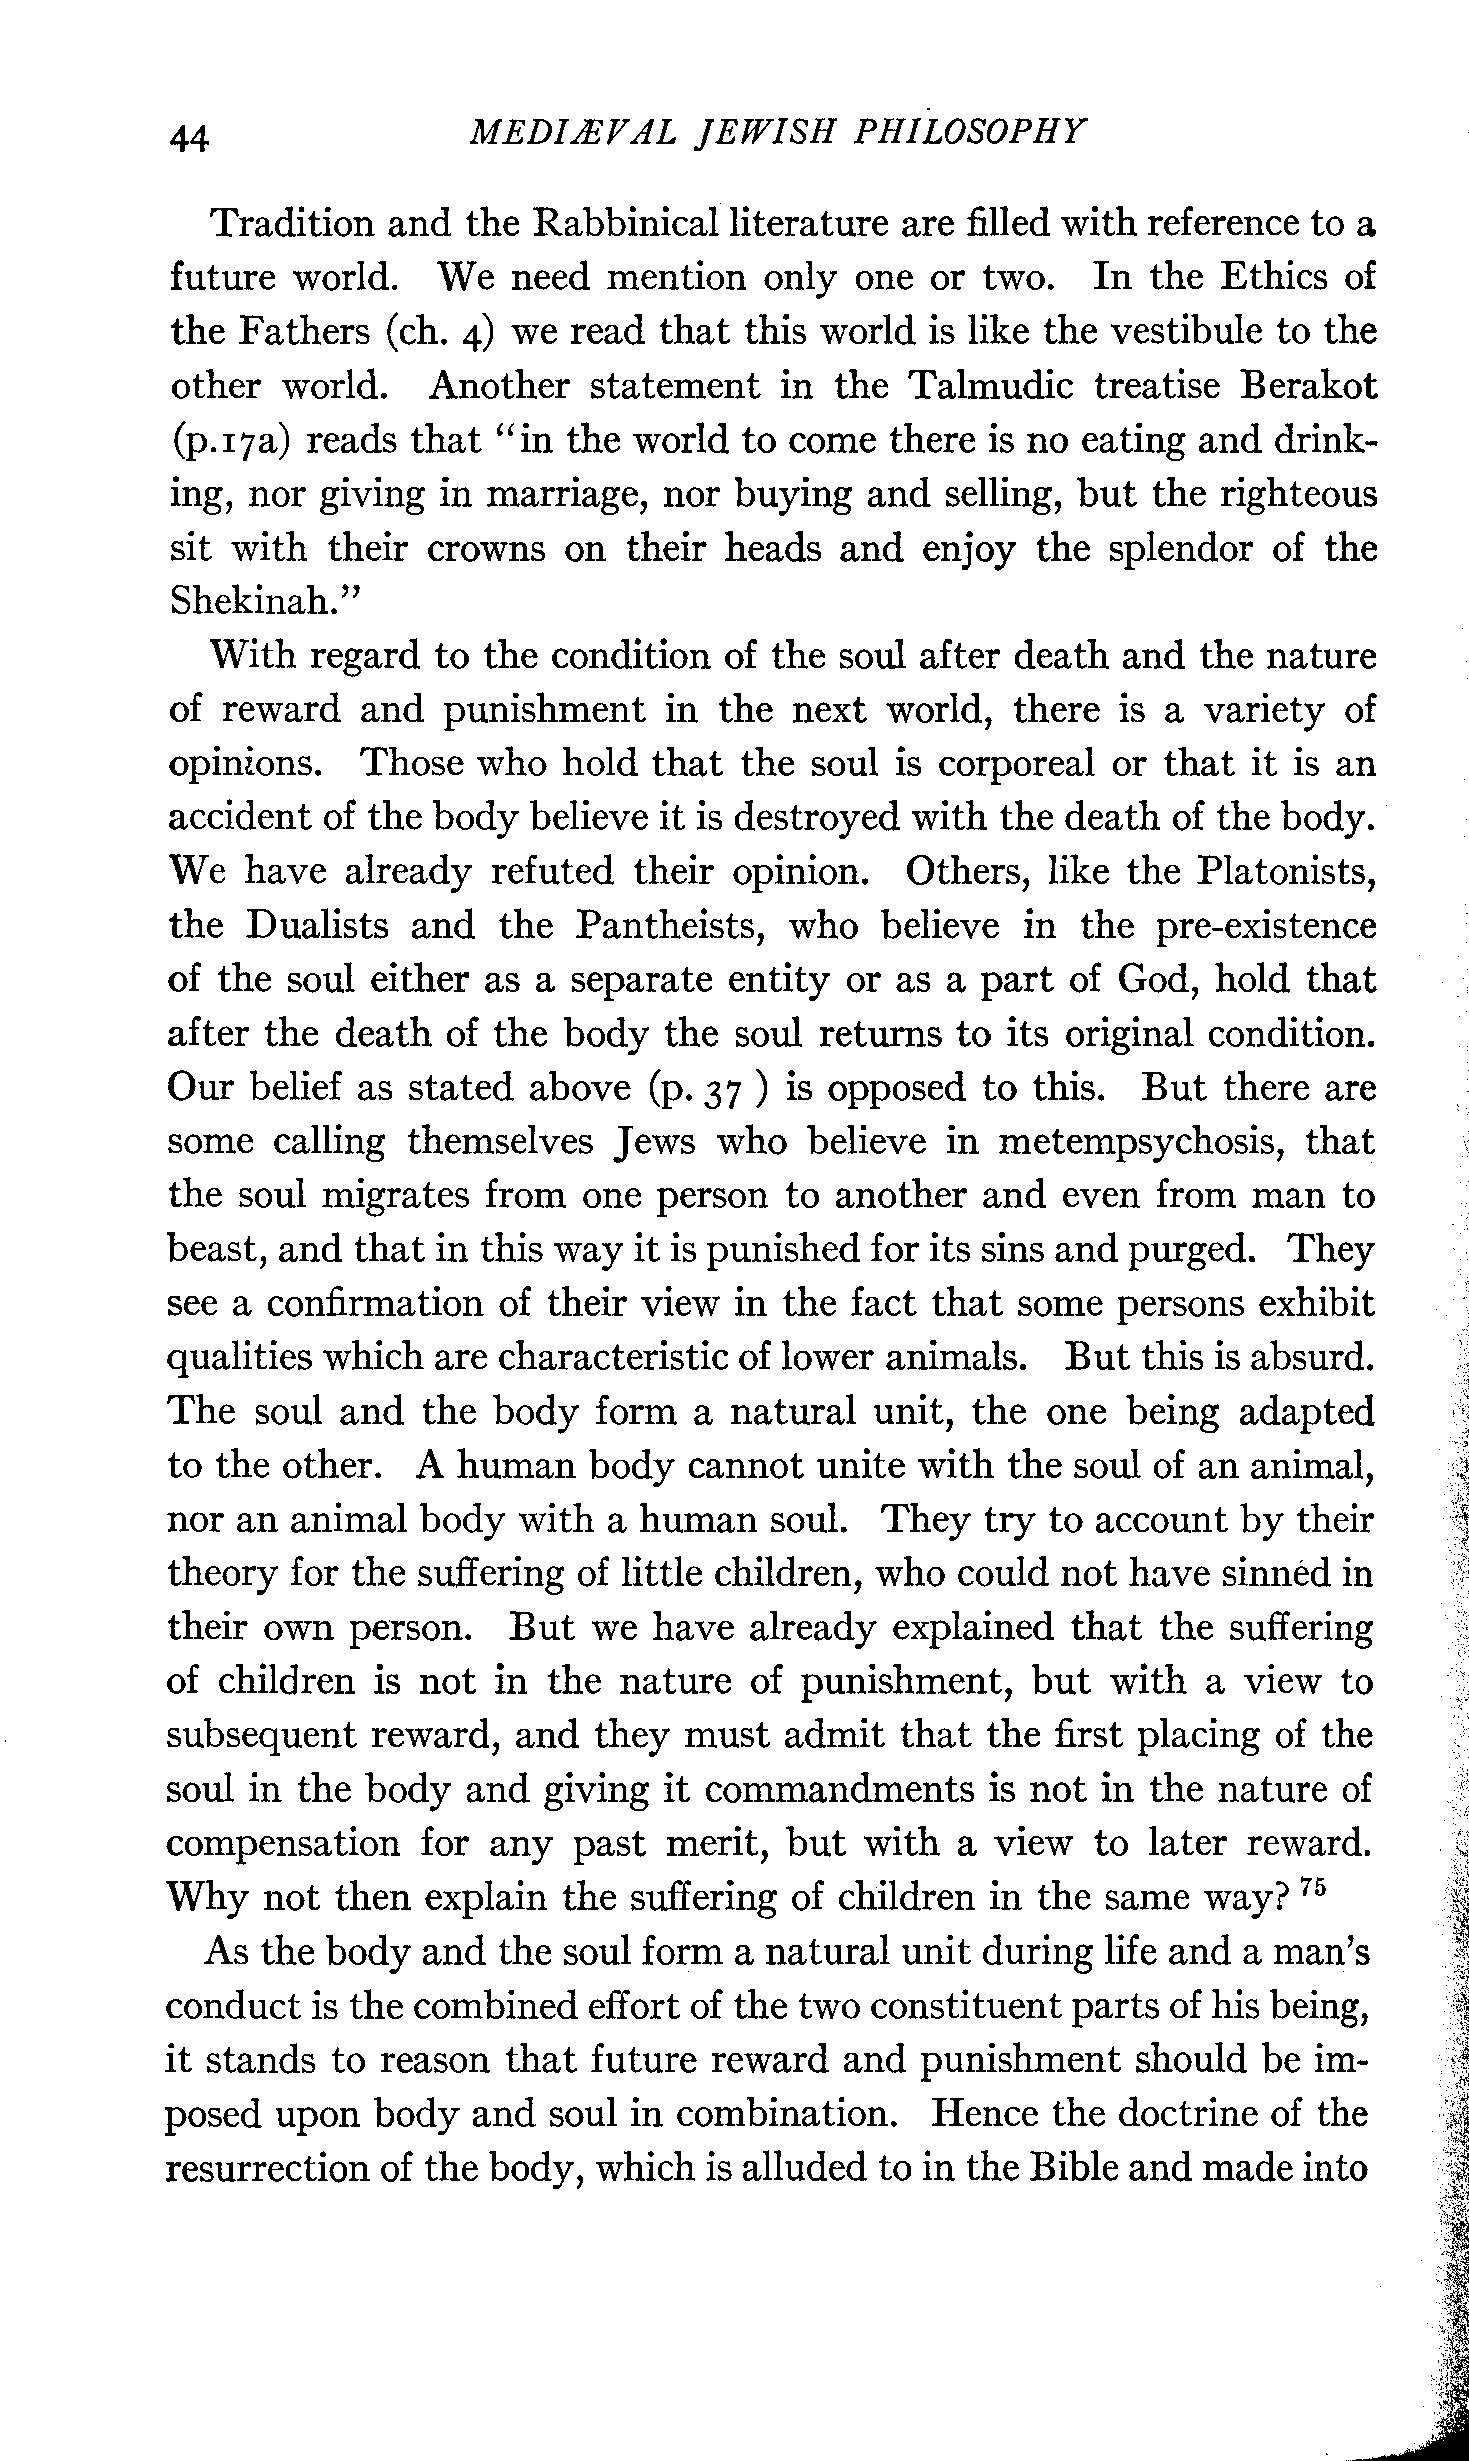 44 MEDIÆVAL JEWISH PHILOSOPHY
Tradition and the Rabbinical literature are filled with reference to a
future world. We need mention only one or two. In the Ethics of
the Fathers (ch. 4) we read that this world is like the vestibule to the
other world. Another statement in the Talmudic treatise Berakot
(p.17a) reads that "in the world to come there is no eating and drink-
ing, nor giving in marriage, nor buying and selling, but the righteous
sit with their crowns on their heads and enjoy the splendor of the
Shekinah."
With regard to the condition of the soul after death and the nature
of reward and punishment in the next world, there is a variety of
opinions. Those who hold that the soul is corporeal or that it is an
accident of the body believe it is destroyed with the death of the body.
We have already refuted their opinion. Others, like the Platonists,
the Dualists and the Pantheists, who believe in the pre-existence
of the soul either as a separate entity or as a part of God, hold that
after the death of the body the soul returns to its original condition.
Our belief as stated above (p. 37 ) is opposed to this. But there are
some calling themselves Jews who believe in metempsychosis, that
the soul migrates from one person to another and even from man to
beast, and that in this way it is punished for its sins and purged. They
see a confirmation of their view in the fact that some persons exhibit
qualities which are characteristic of lower animals. But this is absurd.
The soul and the body form a natural unit, the one being adapted
to the other. A human body cannot unite with the soul of an animal,
nor an animal body with a human soul. They try to account by their
theory for the suffering of little children, who could not have sinned in
their own person. But we have already explained that the suffering
of children is not in the nature of punishment, but with a view to
subsequent reward, and they must admit that the first placing of the
soul in the body and giving it commandments is not in the nature of
compensation for any past merit, but with a view to later reward.
Why not then explain the suffering of children in the same way? 75
As the body and the soul form a natural unit during life and a man's
conduct is the combined effort of the two constituent parts of his being,
it stands to reason that future reward and punishment should be im-
posed upon body and soul in combination. Hence the doctrine of the
resurrection of the body, which is alluded to in the Bible and made into